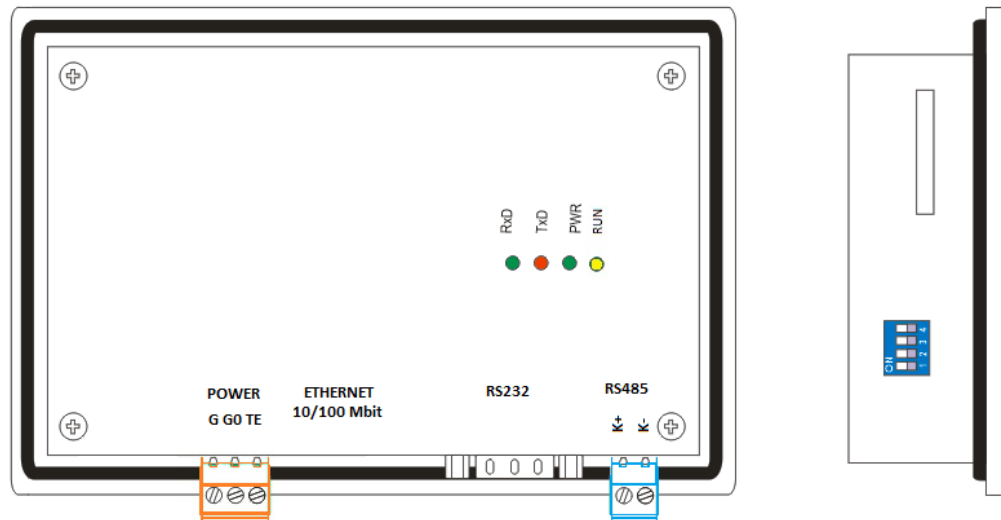 RxD
TxD
PWR
RUN
POWER
G G0 TE
ETHERNET
10/100 Mbit
RS232
RS485
K+
K-
ON
1
2
3
4